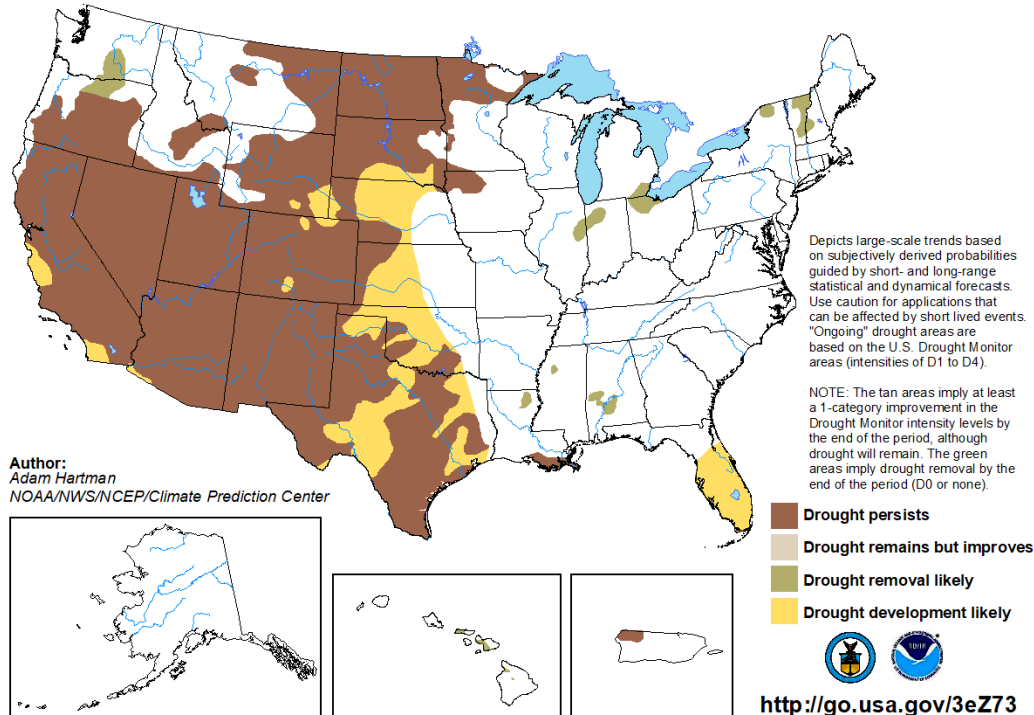 Depicts large-scale trends based
on subjectively derived probabilities
guided by short- and long-range
statistical and dynamical forecasts.
Use caution for applications that
can be affected by short lived events.
"Ongoing" drought areas are
based on the U.S. Drought Monitor
areas (intensities of D1 to D4).
NOTE: The tan areas imply at least
a 1-category improvement in the
Drought Monitor intensity levels by
the end of the period, although
drought will remain. The green
areas imply drought removal by the
end of the period (D0 or none).
Author:
Adam Hartman
NOAA/NWS/NCEP/Climate Prediction Center
Drought persists
Drought remains but improves
Drought removal likely
Drought development likely
http://go.usa.gov/3eZ73